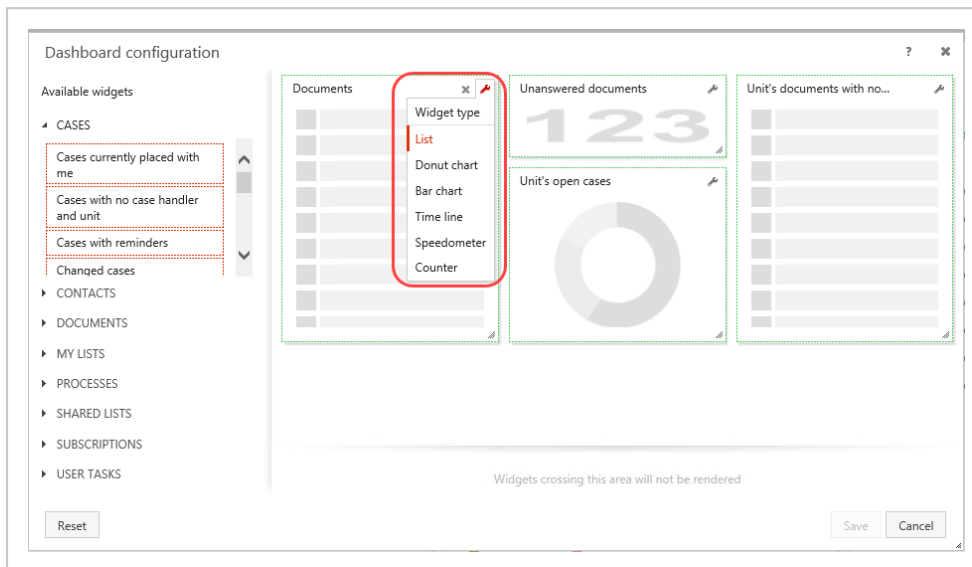 Dashboard configuration
?
Available widgets
CASES
Cases currently placed with
me
Cases with no case handler
and unit
Cases with reminders
Changed cases
CONTACTS
DOCUMENTS
MY LISTS
PROCESSES
SHARED LISTS
SUBSCRIPTIONS
USER TASKS
Documents
Widget type
List
Donut chart
Bar chart
Time line
Speedometer
Counter
Unanswered documents
123
Unit's open cases
Unit's documents with no...
Widgets crossing this area will not be rendered
Reset
Save
Cancel